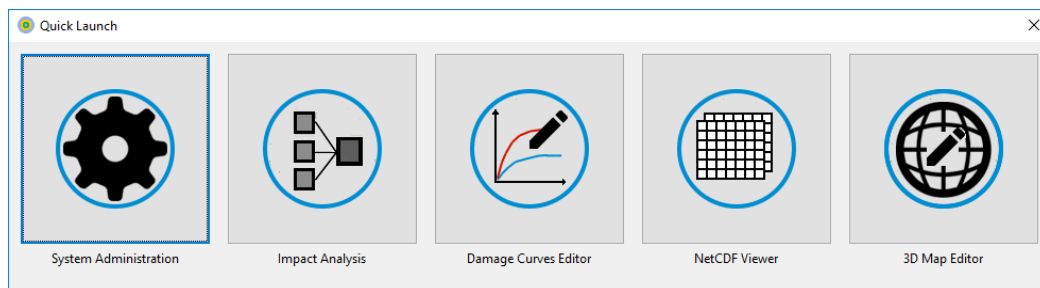 Quick Launch
System Administration
Impact Analysis
Damage Curves Editor
NetCDF Viewer
3D Map Editor